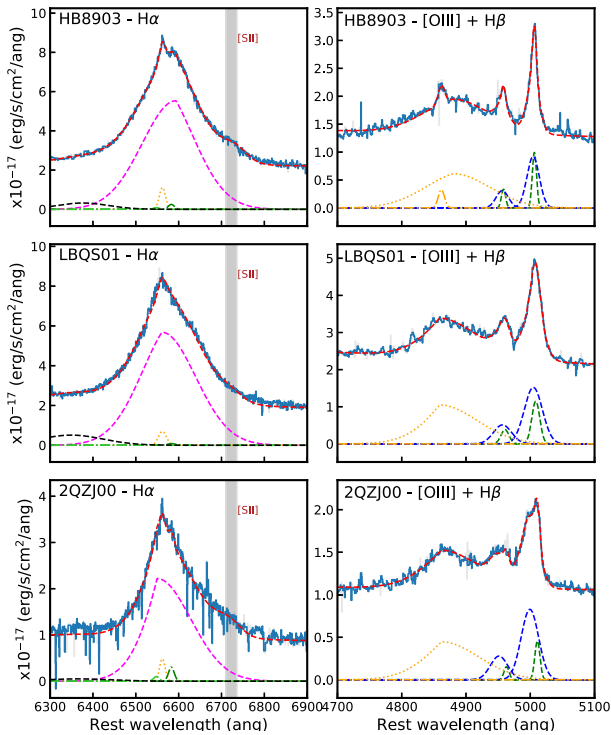 HB8903 - Hα
[SII]
x10⁻¹⁷ (erg/s/cm²/ang)
10
8
6
4
2
0
HB8903 - [OIII] + Hβ
3.5
3.0
2.5
2.0
1.5
1.0
0.5
0.0
LBQS01 - Hα
[SII]
x10⁻¹⁷ (erg/s/cm²/ang)
10
8
6
4
2
0
LBQS01 - [OIII] + Hβ
5
4
3
2
1
0
2QZJ00 - Hα
[SII]
x10⁻¹⁷ (erg/s/cm²/ang)
4
3
2
1
0
6300 6400 6500 6600 6700 6800 6900
Rest wavelength (ang)
2QZJ00 - [OIII] + Hβ
2.0
1.5
1.0
0.5
0.0
4700 4800 4900 5000 5100
Rest wavelength (ang)